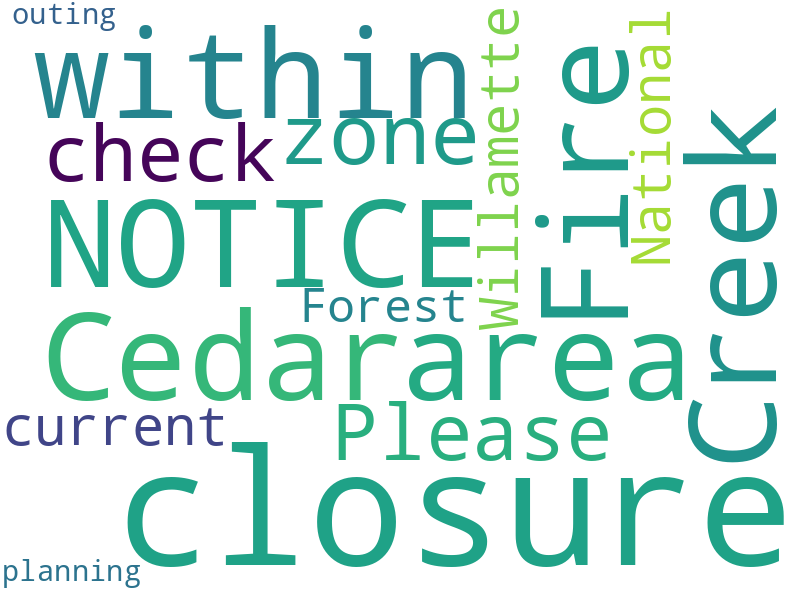 outing
within
check
zone
Willamette
Fire
National
Creek
NOTICE
Forest
Cedar
area
current
Please
closure
planning